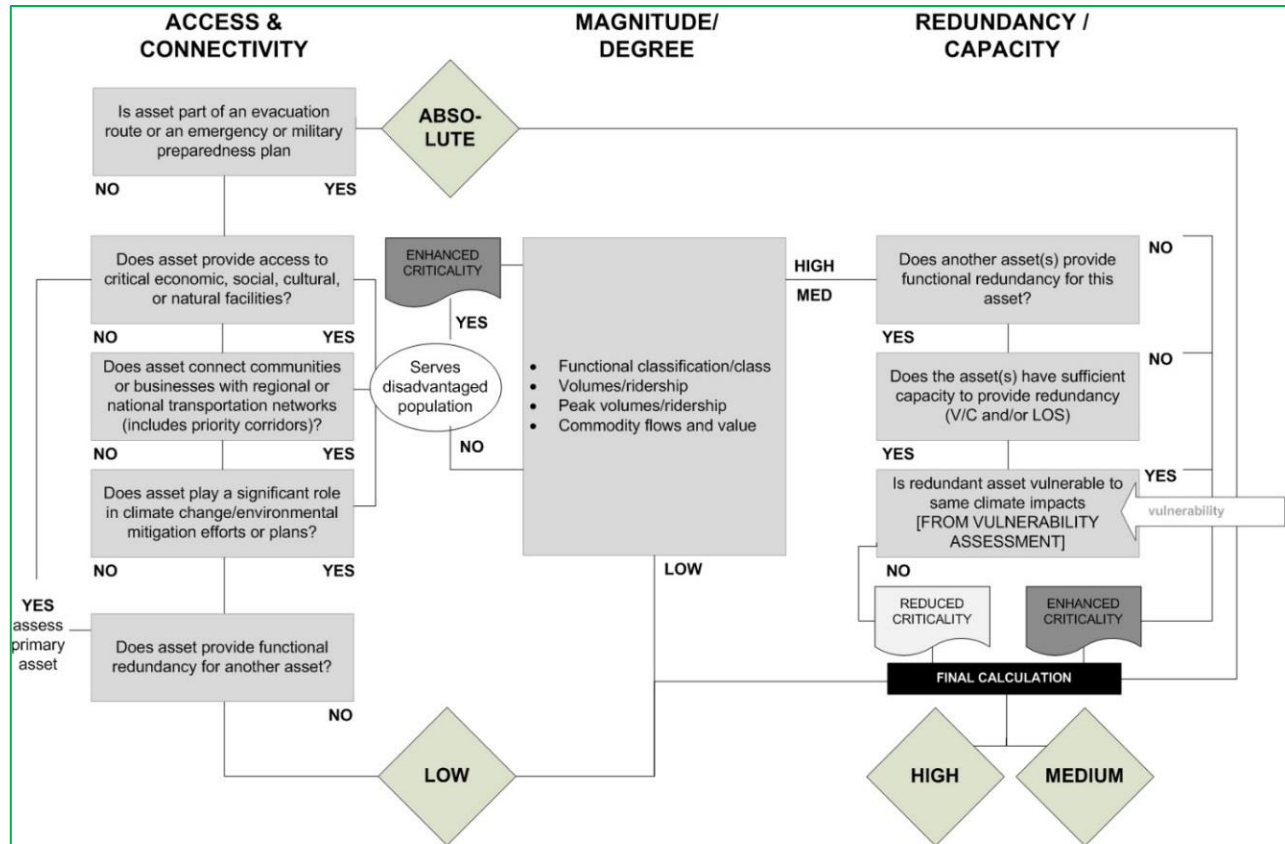 ACCESS &
CONNECTIVITY
MAGNITUDE/
DEGREE
REDUNDANCY /
CAPACITY
Is asset part of an evacuation
route or an emergency or military
preparedness plan
NO
YES
ABSO-
LUTE
Does asset provide access to
critical economic, social, cultural,
or natural facilities?
NO
YES
Does asset connect communities
or businesses with regional or
national transportation networks
(includes priority corridors)?
NO
YES
Does asset play a significant role
in climate change/environmental
mitigation efforts or plans?
NO
YES
YES
assess
primary
asset
Does asset provide functional
redundancy for another asset?
NO
ENHANCED
CRITICALITY
YES
Serves
disadvantaged
population
NO
• Functional classification/class
• Volumes/ridership
• Peak volumes/ridership
• Commodity flows and value
HIGH
MED
LOW
LOW
Does another asset(s) provide
functional redundancy for this
asset?
NO
YES
Does the asset(s) have sufficient
capacity to provide redundancy
(V/C and/or LOS)
NO
YES
Is redundant asset vulnerable to
same climate impacts
[FROM VULNERABILITY
ASSESSMENT]
YES
vulnerability
NO
REDUCED
CRITICALITY
ENHANCED
CRITICALITY
FINAL CALCULATION
HIGH
MEDIUM